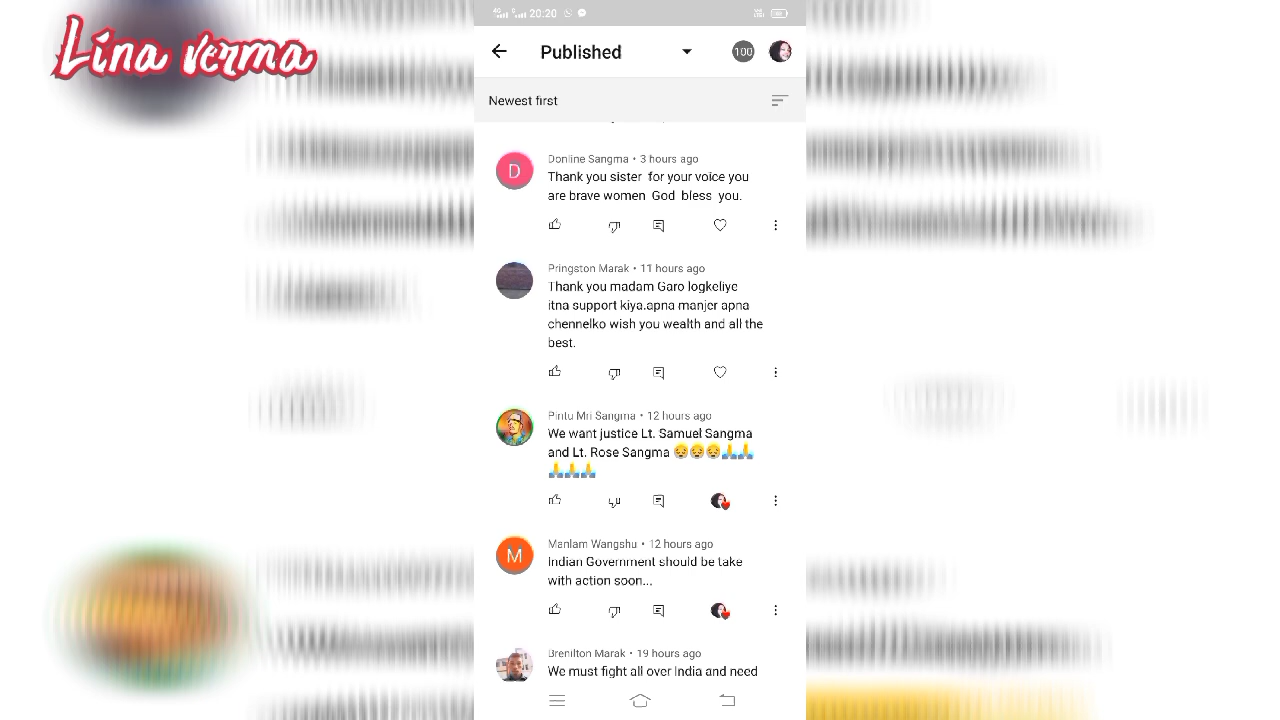 Lina verma
20:20
Published
100
Newest first
Donline Sangma • 3 hours ago
Thank you sister for your voice you
are brave women God bless you.
Pringston Marak • 11 hours ago
Thank you madam Garo logkeliye
itna support kiya.apna manjer apna
chennelko wish you wealth and all the
best.
Pintu Mri Sangma • 12 hours ago
We want justice Lt. Samuel Sangma
and Lt. Rose Sangma 😥😥😥🙏🙏
🙏🙏🙏
Manlam Wangshu • 12 hours ago
Indian Government should be take
with action soon...
Brenilton Marak • 19 hours ago
We must fight all over India and need